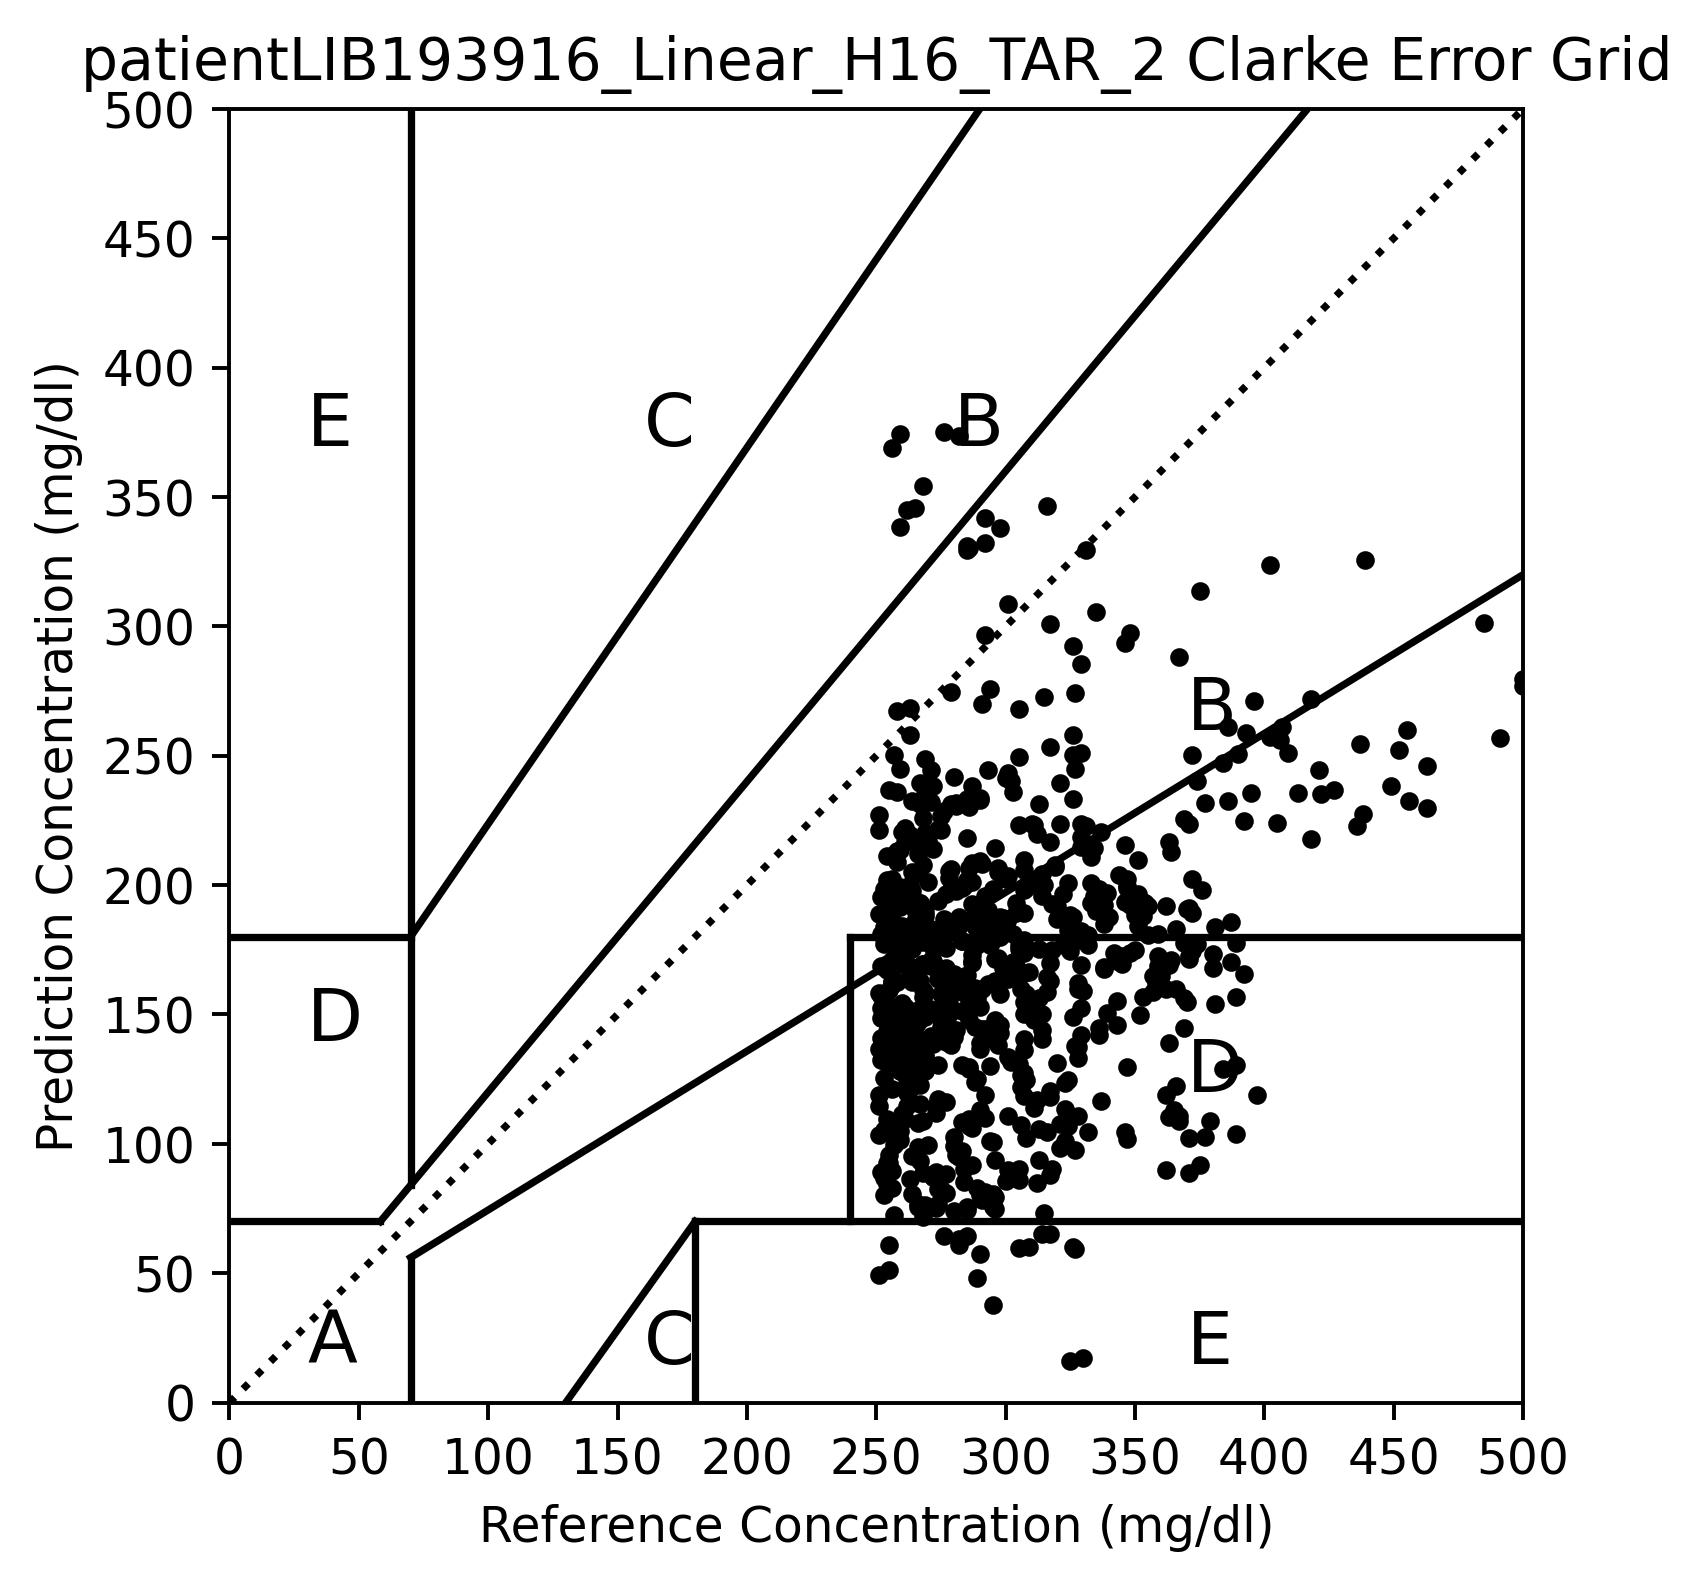 patientLIB193916_Linear_H16_TAR_2 Clarke Error Grid
500
450
400
350
300
250
200
150
100
50
0
Prediction Concentration (mg/dl)
E
C
B
B
D
D
A
C
E
0 50 100 150 200 250 300 350 400 450 500
Reference Concentration (mg/dl)